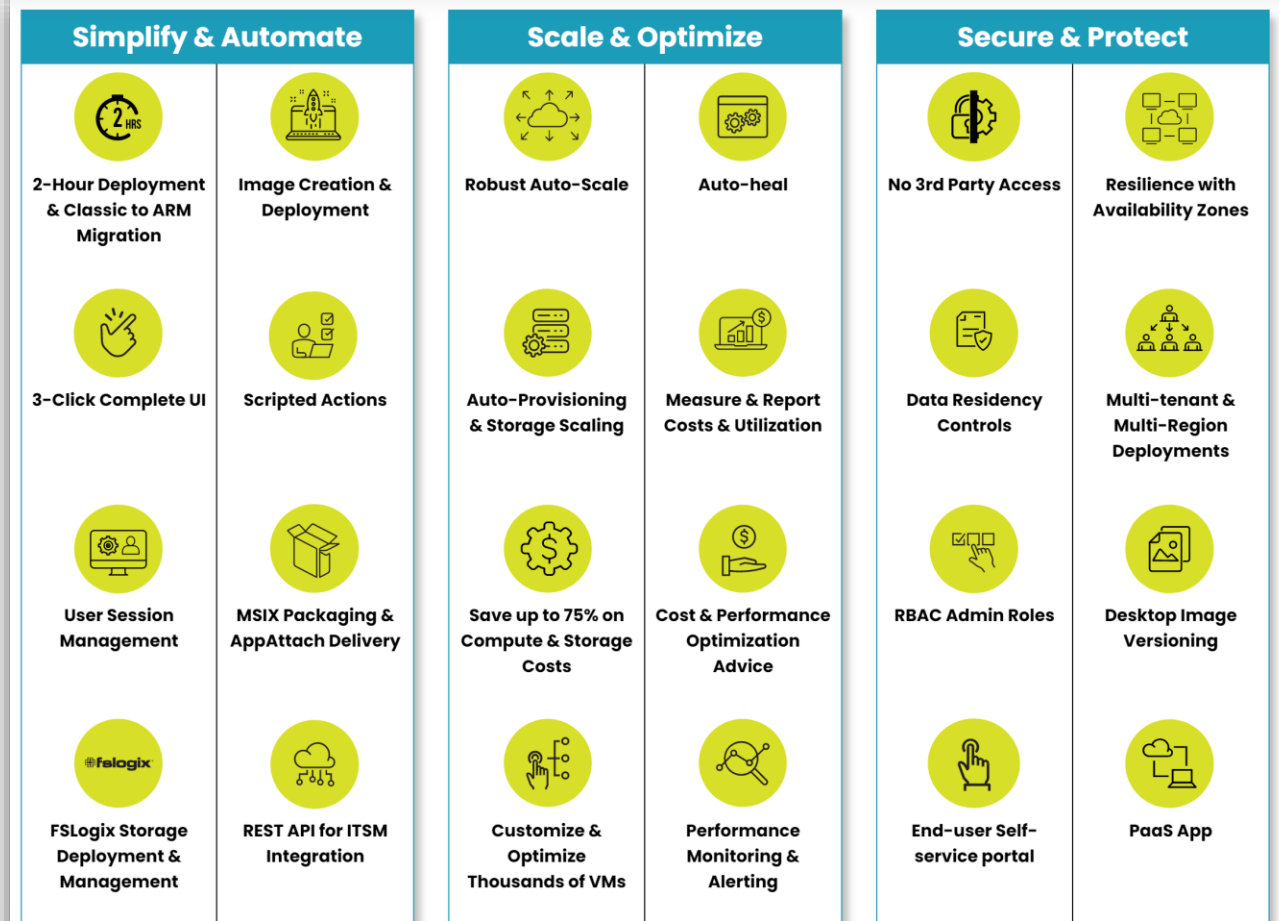 Simplify & Automate
2 HRS
2-Hour Deployment
& Classic to ARM
Migration
Image Creation &
Deployment
3-Click Complete UI
Scripted Actions
User Session
Management
MSIX Packaging &
AppAttach Delivery
fslogix
FSLogix Storage
Deployment &
Management
REST API for ITSM
Integration
Scale & Optimize
Robust Auto-Scale
Auto-heal
Auto-Provisioning
& Storage Scaling
$
Measure & Report
Costs & Utilization
$
Save up to 75% on
Compute & Storage
Costs
$
Cost & Performance
Optimization
Advice
Customize &
Optimize
Thousands of VMs
Performance
Monitoring &
Alerting
Secure & Protect
No 3rd Party Access
Resilience with
Availability Zones
Data Residency
Controls
Multi-tenant &
Multi-Region
Deployments
RBAC Admin Roles
Desktop Image
Versioning
End-user Self-
service portal
PaaS App